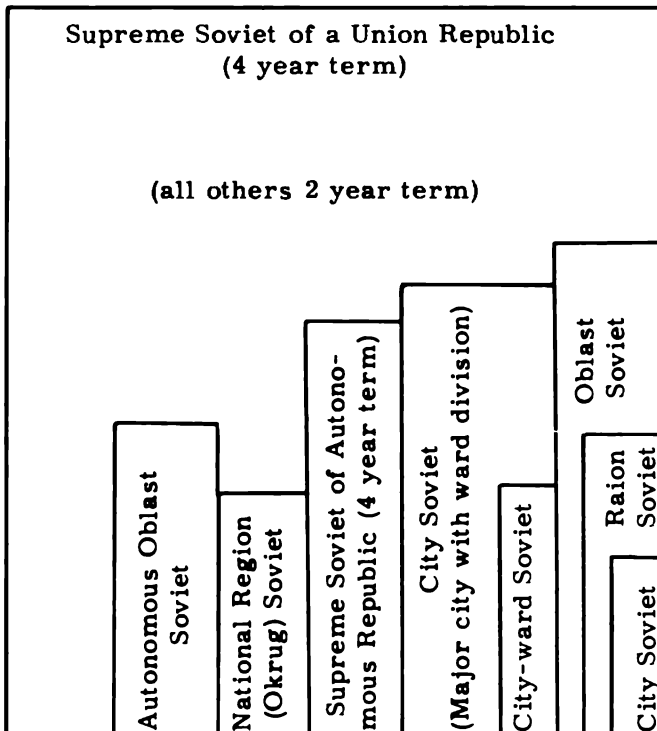 Supreme Soviet of a Union Republic
(4 year term)
(all others 2 year term)
Autonomous Oblast
Soviet
National Region
(Okrug) Soviet
Supreme Soviet of Autono-
mous Republic (4 year term)
City Soviet
(Major city with ward division)
City-ward Soviet
Oblast
Soviet
Raion
Soviet
City Soviet